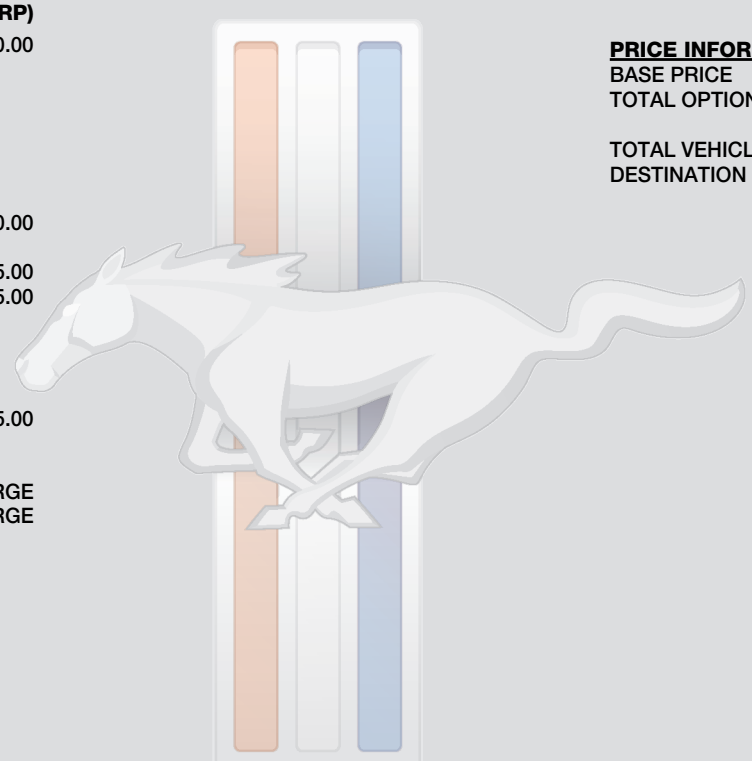 RP)
0.00
0.00
5.00
5.00
5.00
RGE
RGE
PRICE INFOR
BASE PRICE
TOTAL OPTION
TOTAL VEHICL
DESTINATION